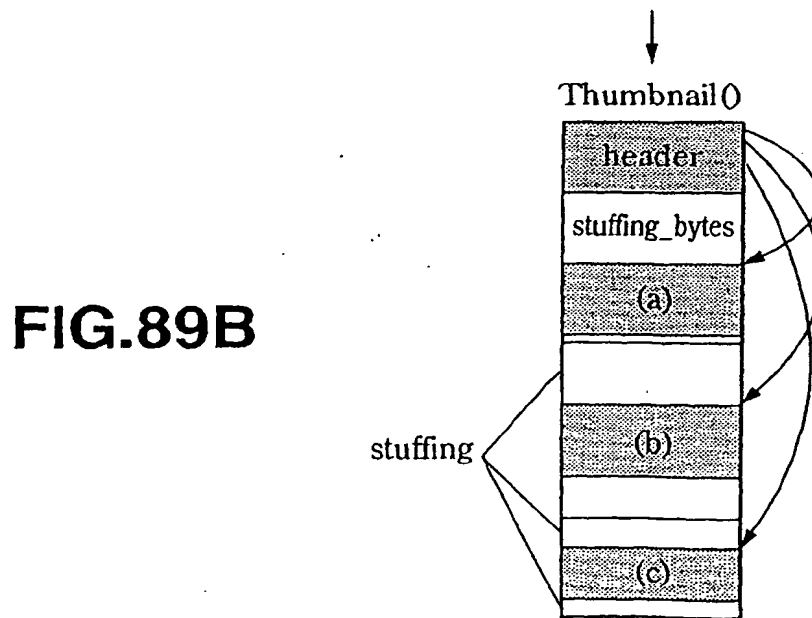 Thumbnail()
header
stuffing_bytes
(a)
FIG.89B
(b)
stuffing
(c)